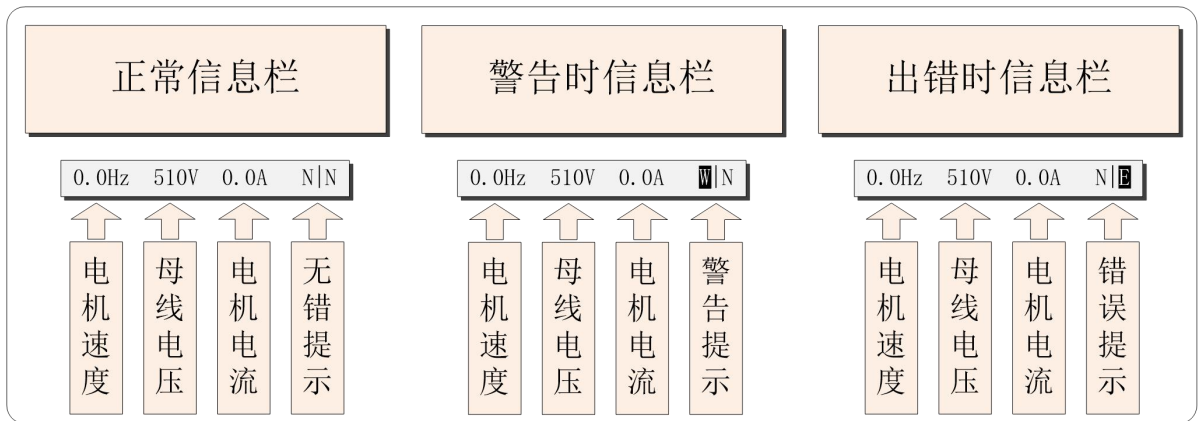 正常信息栏
0.0Hz 510V 0.0A N|N
电机速度
母线电压
电机电流
无错提示
警告时信息栏
0.0Hz 510V 0.0A W|N
电机速度
母线电压
电机电流
警告提示
出错时信息栏
0.0Hz 510V 0.0A N|E
电机速度
母线电压
电机电流
错误提示